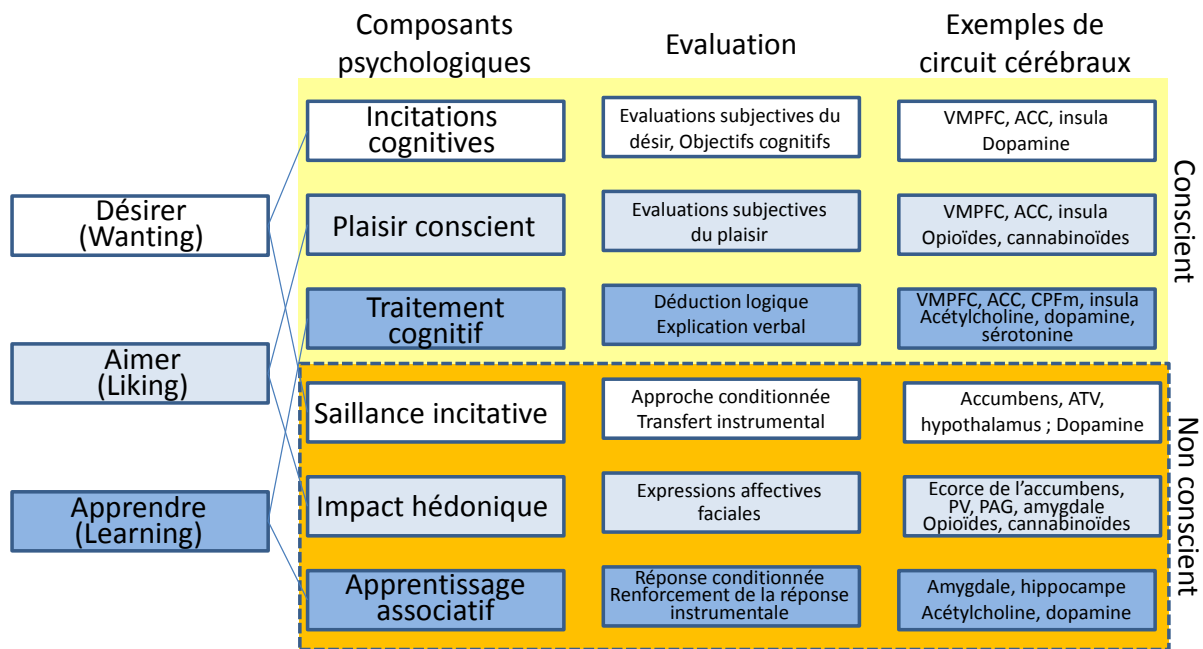 Composants
psychologiques
Evaluation
Exemples de
circuit cérébraux
Désirer
(Wanting)
Aimer
(Liking)
Apprendre
(Learning)
Incitations
cognitives
Evaluations subjectives du
désir, Objectifs cognitifs
VMPFC, ACC, insula
Dopamine
Plaisir conscient
Evaluations subjectives
du plaisir
VMPFC, ACC, insula
Opioïdes, cannabinoïdes
Traitement
cognitif
Déduction logique
Explication verbal
VMPFC, ACC, CPFm, insula
Acétylcholine, dopamine,
sérotonine
Conscient
Saillance incitative
Approche conditionnée
Transfert instrumental
Accumbens, ATV,
hypothalamus ; Dopamine
Impact hédonique
Expressions affectives
faciales
Ecorce de l’accumbens,
PV, PAG, amygdale
Opioïdes, cannabinoïdes
Apprentissage
associatif
Réponse conditionnée
Renforcement de la réponse
instrumentale
Amygdale, hippocampe
Acétylcholine, dopamine
Non conscient